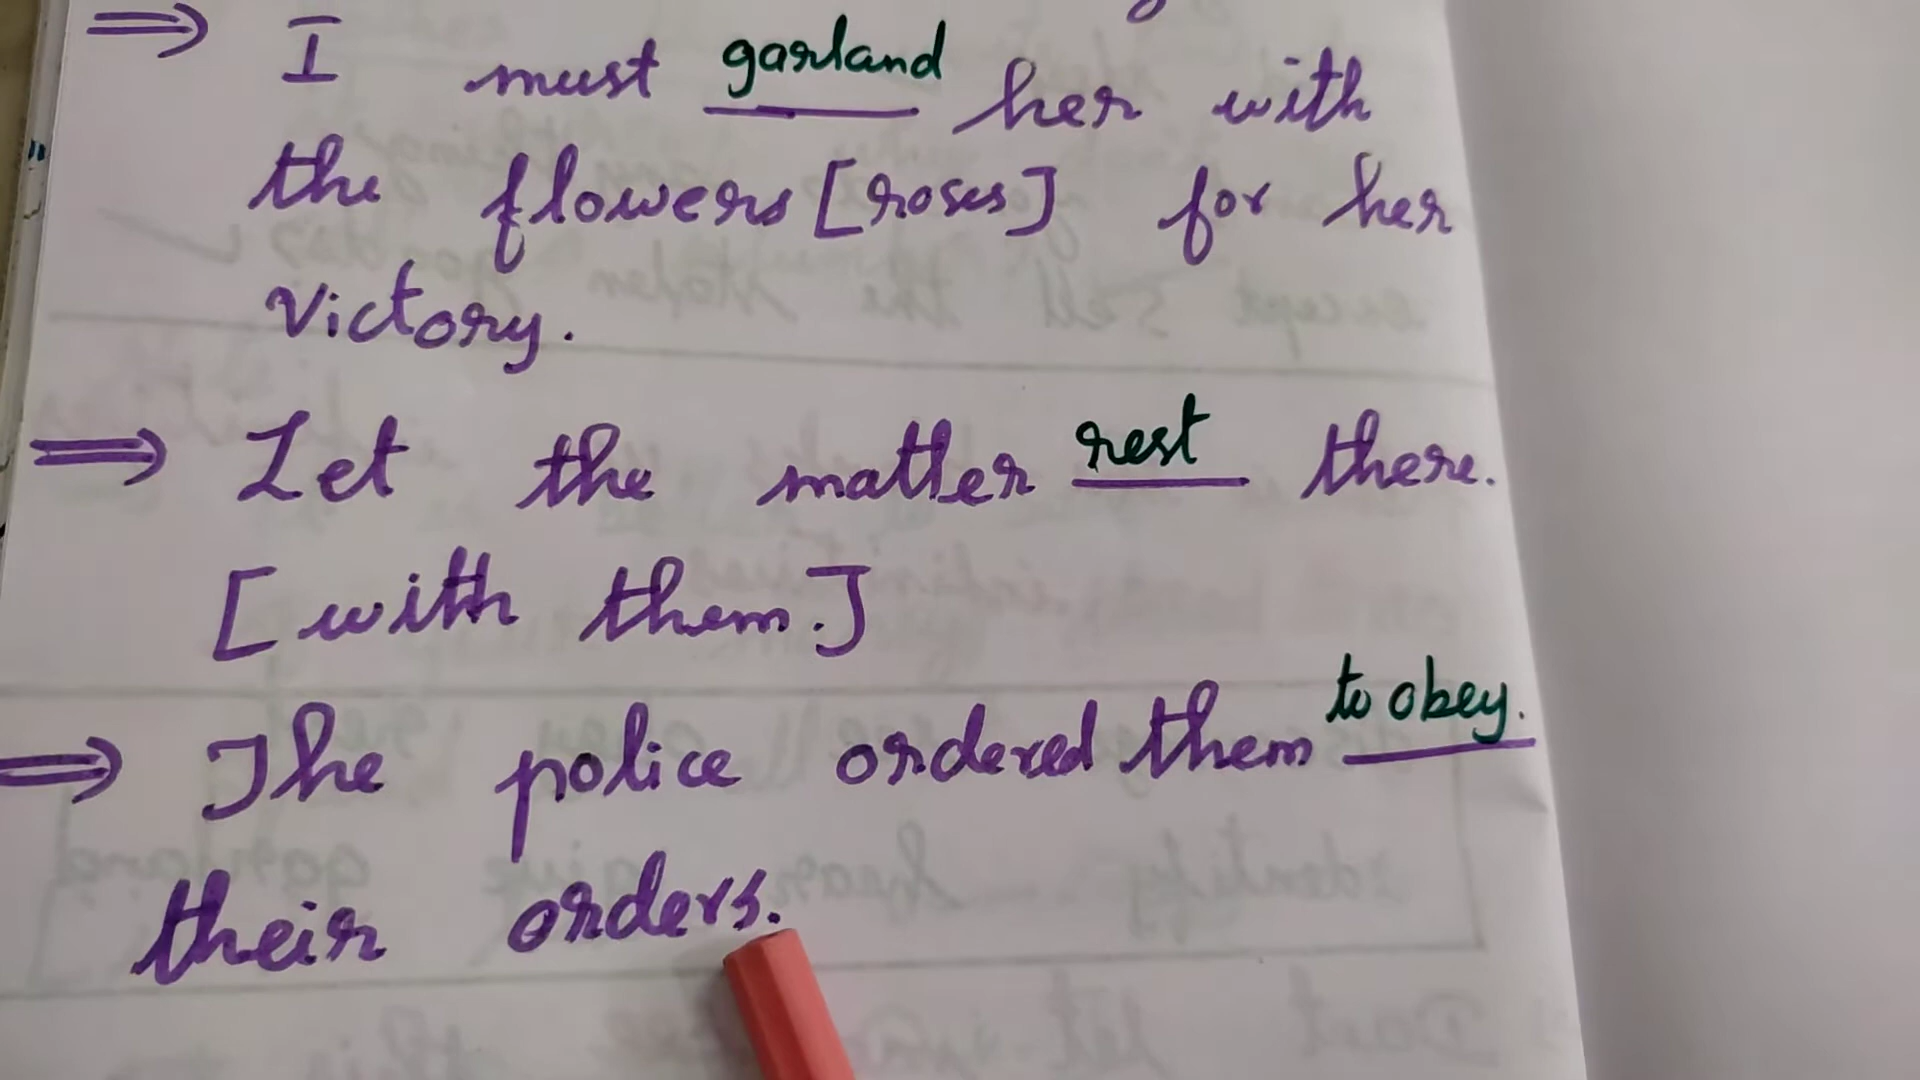 ⇒ I must garland her with
the flowers [roses] for her
victory.
⇒ Let the matter rest there.
[with them.]
⇒ The police ordered them to obey.
their orders.